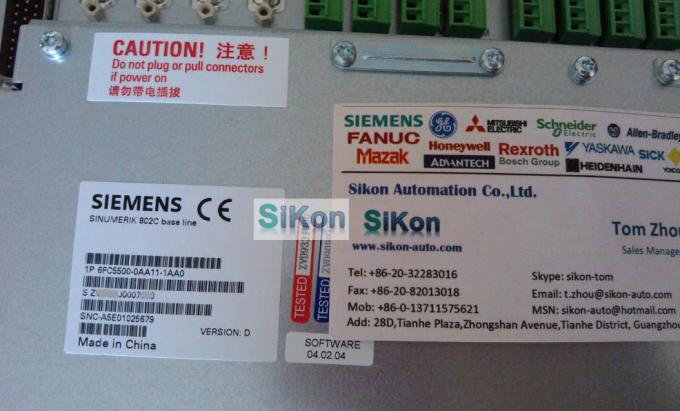 CAUTION! 注意！
Do not plug or pull connectors
if power on
请勿带电插拔
SIEMENS CE
SINUMERIK 802C base line
1P 6FC5500-0AA11-1AA0
SNC-A5E01025679
VERSION: D
Made in China
SiKon
TESTED
TESTED
SOFTWARE
04.02.04
SIEMENS GE MITSUBISHI ELECTRIC Schneider Electric Allen-Bradley
FANUC Honeywell Rexroth YASKAWA SICK
Mazak ADVANTECH Bosch Group HEIDENHAIN
Sikon Automation Co.,Ltd.
SiKon
www.sikon-auto.com
Tom
Sales
Tel: +86-20-32283016
Fax: +86-20-82013018
Mob: +86-0-13711575621
Skype: sikon-tom
Email: t.zhou@sikon-auto.com
MSN: sikon-auto@hotmail.com
Add: 28D,Tianhe Plaza,Zhongshan Avenue,Tianhe District,